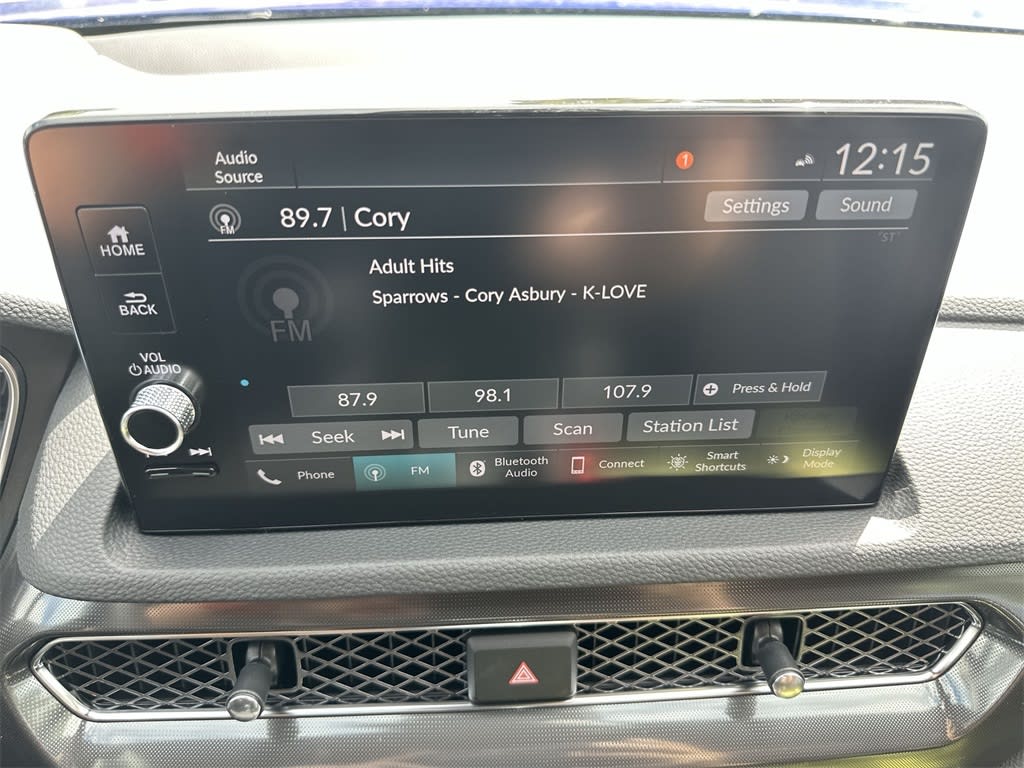 Audio
Source
1
12:15
FM
89.7 | Cory
Settings
Sound
"ST"
HOME
Adult Hits
Sparrows - Cory Asbury - K-LOVE
FM
BACK
VOL
AUDIO
87.9
98.1
107.9
Press & Hold
Seek
Tune
Scan
Station List
Phone
FM
Bluetooth
Audio
Connect
Smart
Shortcuts
Display
Mode